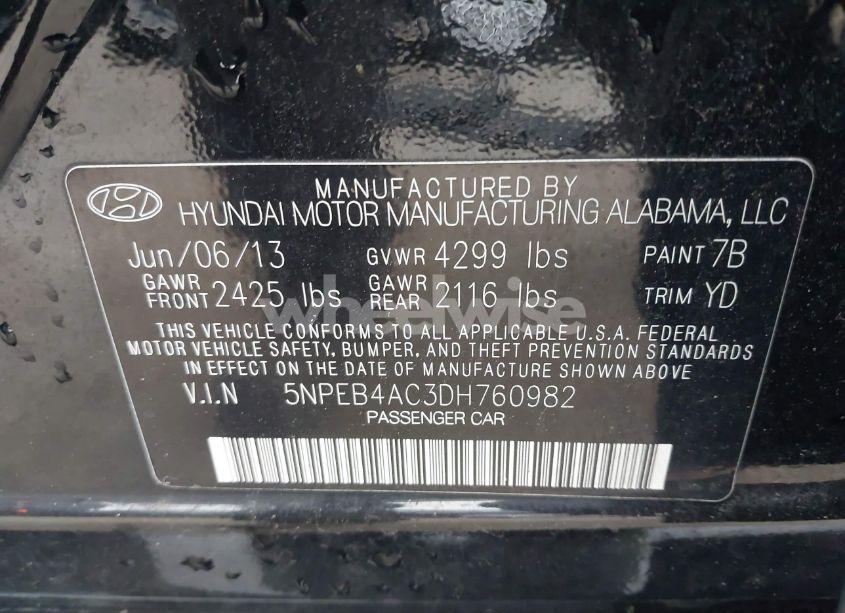 MANUFACTURED BY
HYUNDAI MOTOR MANUFACTURING ALABAMA, LLC
Jun/06/13 GVWR 4299 lbs PAINT 7B
GAWR FRONT 2425 lbs GAWR REAR 2116 lbs TRIM YD
wheelwise
THIS VEHICLE CONFORMS TO ALL APPLICABLE U.S.A. FEDERAL
MOTOR VEHICLE SAFETY, BUMPER, AND THEFT PREVENTION STANDARDS
IN EFFECT ON THE DATE OF MANUFACTURE SHOWN ABOVE
V.I.N 5NPEB4AC3DH760982
PASSENGER CAR